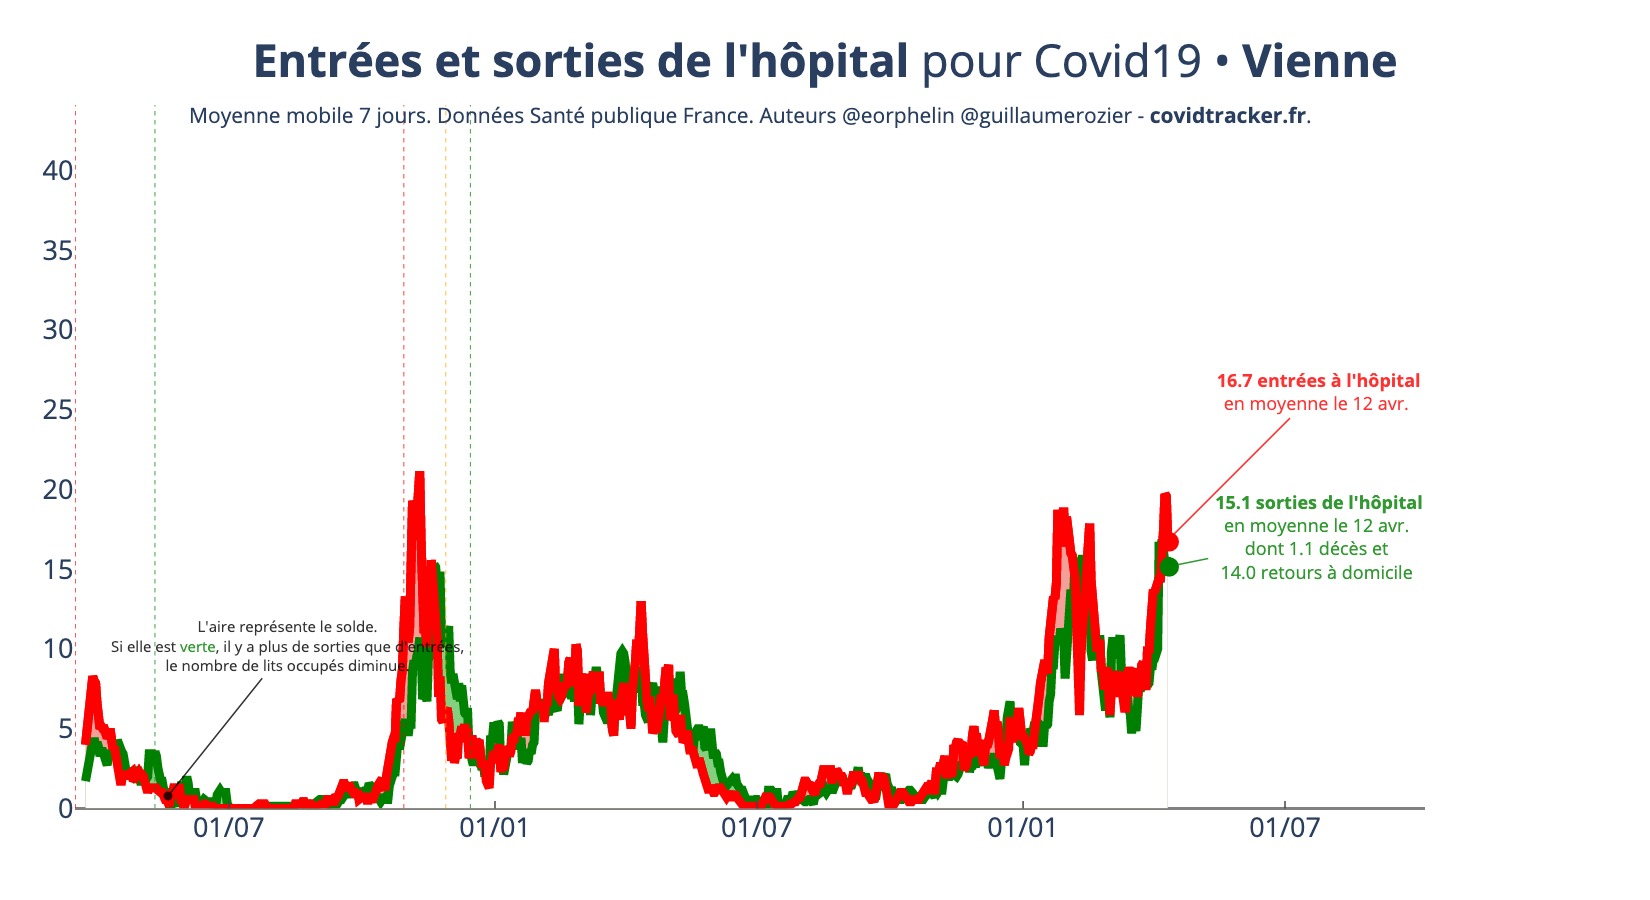 Entrées et sorties de l'hôpital pour Covid19 • Vienne
Moyenne mobile 7 jours. Données Santé publique France. Auteurs @eorphelin @guillaumerozier - covidtracker.fr.
40
35
30
25
20
15
10
5
0
16.7 entrées à l'hôpital
en moyenne le 12 avr.
15.1 sorties de l'hôpital
en moyenne le 12 avr.
dont 1.1 décès et
14.0 retours à domicile
L'aire représente le solde.
Si elle est verte, il y a plus de sorties que d'entrées,
le nombre de lits occupés diminue.
01/07
01/01
01/07
01/01
01/07